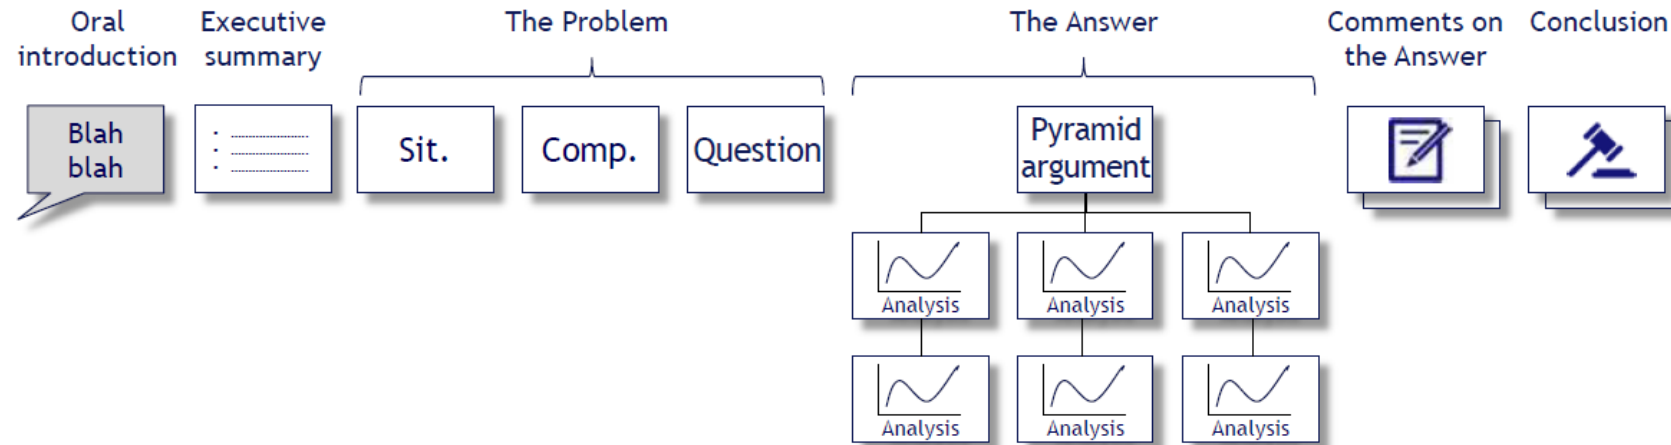 Oral
introduction
Executive
summary
The Problem
The Answer
Comments on
the Answer
Conclusion
Blah
blah
Sit.
Comp.
Question
Pyramid
argument
Analysis
Analysis
Analysis
Analysis
Analysis
Analysis